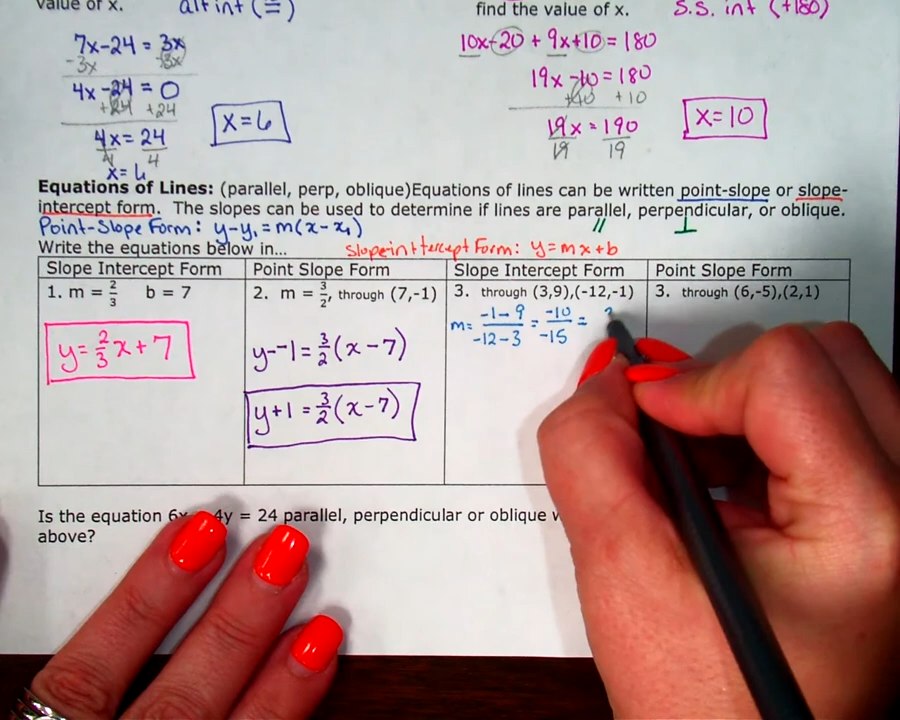 value of x. alt int (=)
7x-24 = 3x
-3x -3x
4x-24 = 0
+24 +24
4x = 24
4 4
x=6
x=6
find the value of x. S.S. int (+180)
10x-20 + 9x+10 = 180
19x -10 = 180
+10 +10
19x = 190
19 19
x=10
Equations of Lines: (parallel, perp, oblique)Equations of lines can be written point-slope or slope-
intercept form. The slopes can be used to determine if lines are parallel, perpendicular, or oblique.
Point-Slope Form: y-y₁=m(x-x₁) // ⊥
Write the equations below in... Slope-intercept Form: y=mx+b
Slope Intercept Form
1. m = 2/3 b = 7
y=2/3x+7
Point Slope Form
2. m = 3/2, through (7,-1)
y--1=3/2(x-7)
y+1=3/2(x-7)
Slope Intercept Form
3. through (3,9),(-12,-1)
m= -1-9/-12-3 = -10/-15 =
Point Slope Form
3. through (6,-5),(2,1)
Is the equation 6x 4y = 24 parallel, perpendicular or oblique
above?